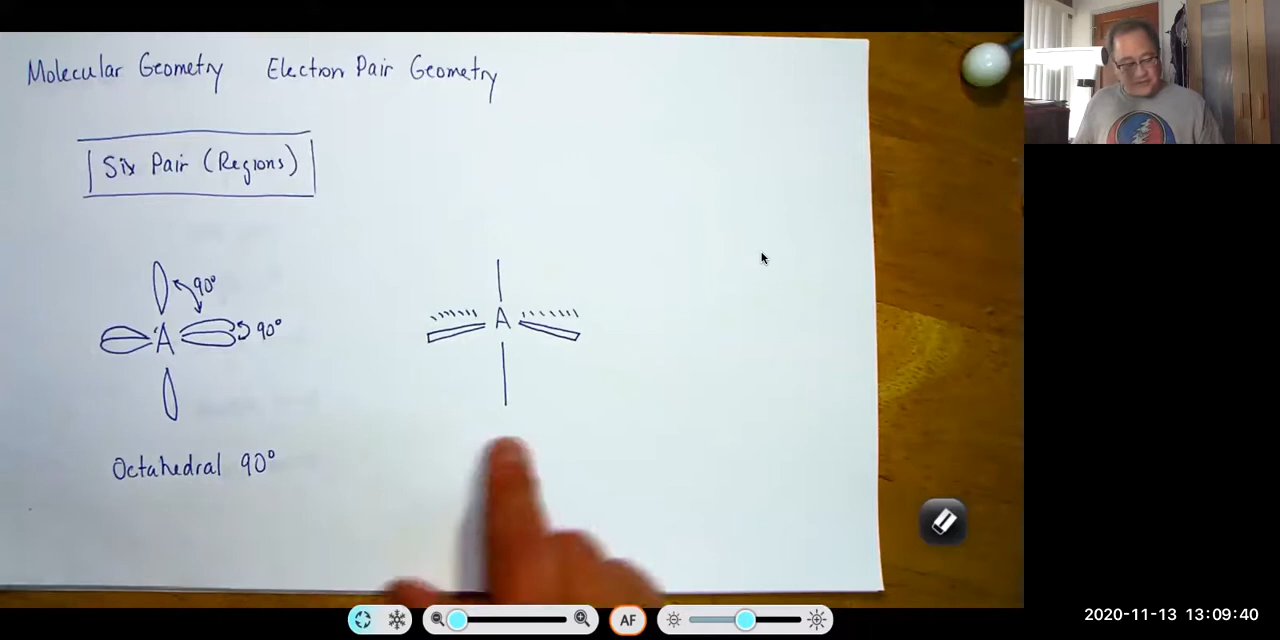 Molecular Geometry Electron Pair Geometry
Six Pair (Regions)
90°
A 90°
A
Octahedral 90°
AF
2020-11-13 13:09:40